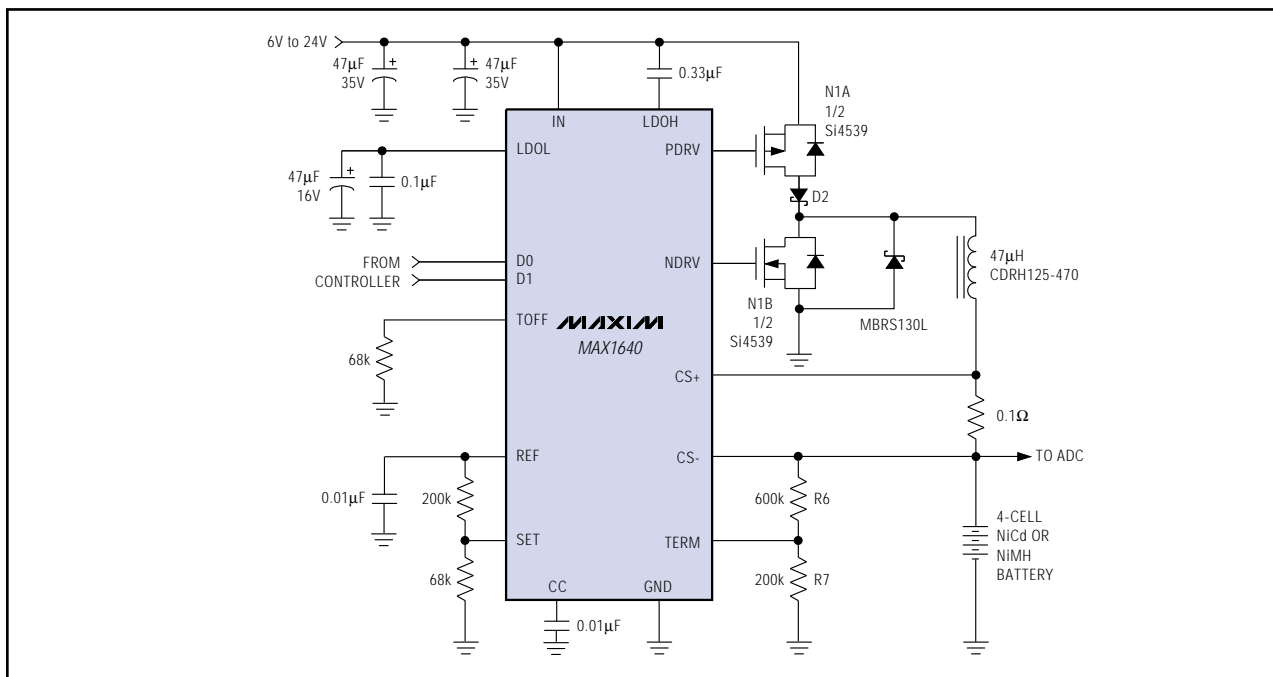 6V to 24V
47µF
35V
47µF
35V
0.33µF
N1A
1/2
Si4539
IN
LDOH
LDOL
PDRV
47µF
16V
0.1µF
D2
FROM
CONTROLLER
D0
D1
NDRV
47µH
CDRH125-470
N1B
1/2
Si4539
MBRS130L
TOFF
MAXIM
MAX1640
68k
CS+
0.1Ω
REF
CS-
TO ADC
0.01µF
200k
600k
R6
4-CELL
NiCd OR
NiMH
BATTERY
SET
TERM
68k
200k
R7
CC
GND
0.01µF